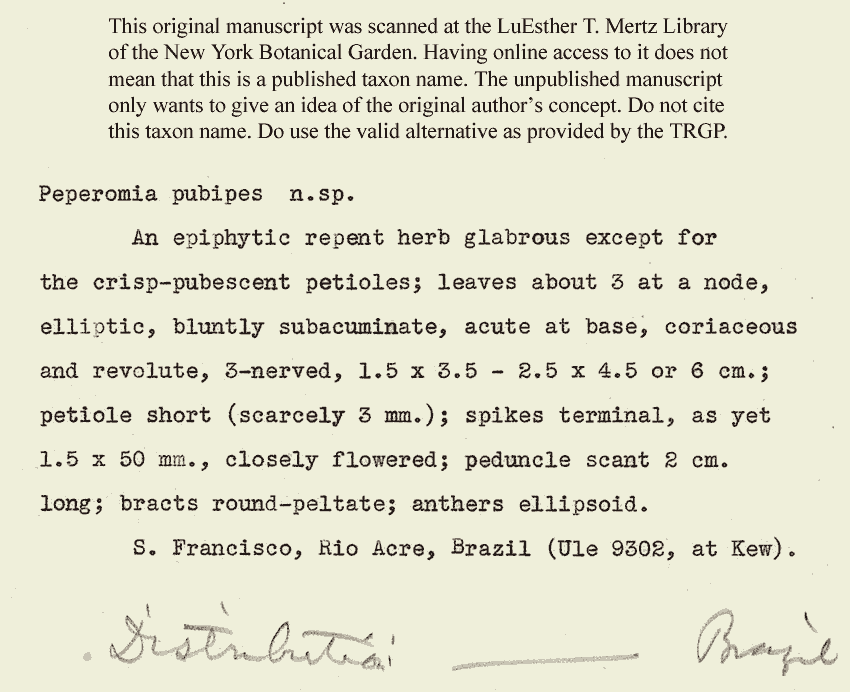 This original manuscript was scanned at the LuEsther T. Mertz Library
of the New York Botanical Garden. Having online access to it does not
mean that this is a published taxon name. The unpublished manuscript
only wants to give an idea of the original author's concept. Do not cite
this taxon name. Do use the valid alternative as provided by the TRGP.
Peperomia pubipes n.sp.
An epiphytic repent herb glabrous except for
the crisp-pubescent petioles; leaves about 3 at a node,
elliptic, bluntly subacuminate, acute at base, coriaceous
and revolute, 3-nerved, 1.5 x 3.5 - 2.5 x 4.5 or 6 cm.;
petiole short (scarcely 3 mm.); spikes terminal, as yet
1.5 x 50 mm., closely flowered; peduncle scant 2 cm.
long; bracts round-peltate; anthers ellipsoid.
S. Francisco, Rio Acre, Brazil (Ule 9302, at Kew).
Distribution — Brazil